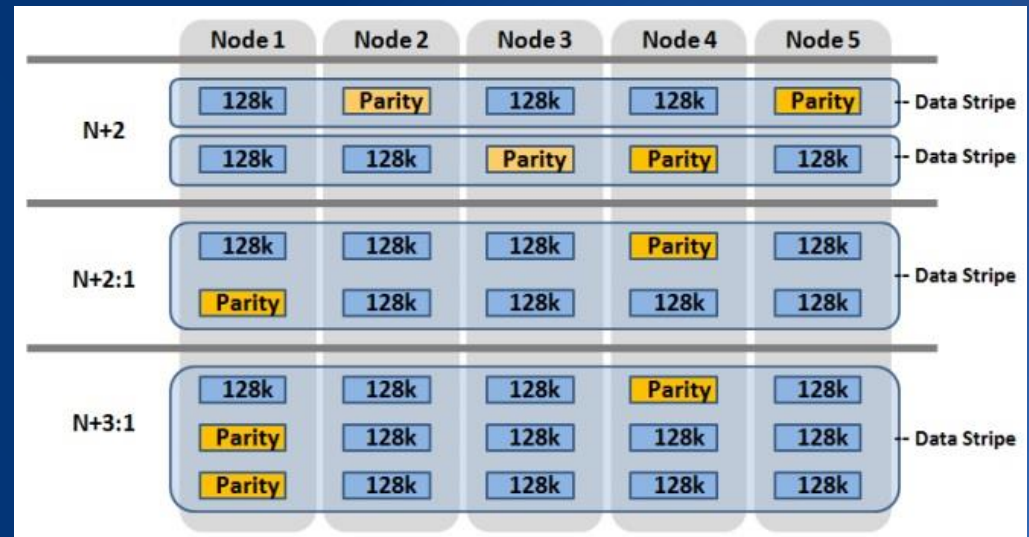 Node 1 Node 2 Node 3 Node 4 Node 5
128k Parity 128k 128k Parity -- Data Stripe
N+2
128k 128k Parity Parity 128k -- Data Stripe
128k 128k 128k Parity 128k
N+2:1 -- Data Stripe
Parity 128k 128k 128k 128k
128k 128k 128k Parity 128k
N+3:1 Parity 128k 128k 128k 128k -- Data Stripe
Parity 128k 128k 128k 128k